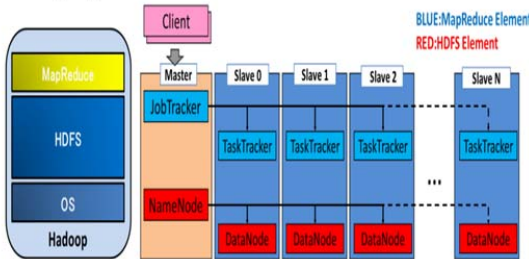 Client
BLUE:MapReduce Element
RED:HDFS Element
MapReduce
HDFS
OS
Hadoop
Master
Slave 0
Slave 1
Slave 2
Slave N
JobTracker
TaskTracker
TaskTracker
TaskTracker
TaskTracker
...
NameNode
DataNode
DataNode
DataNode
DataNode